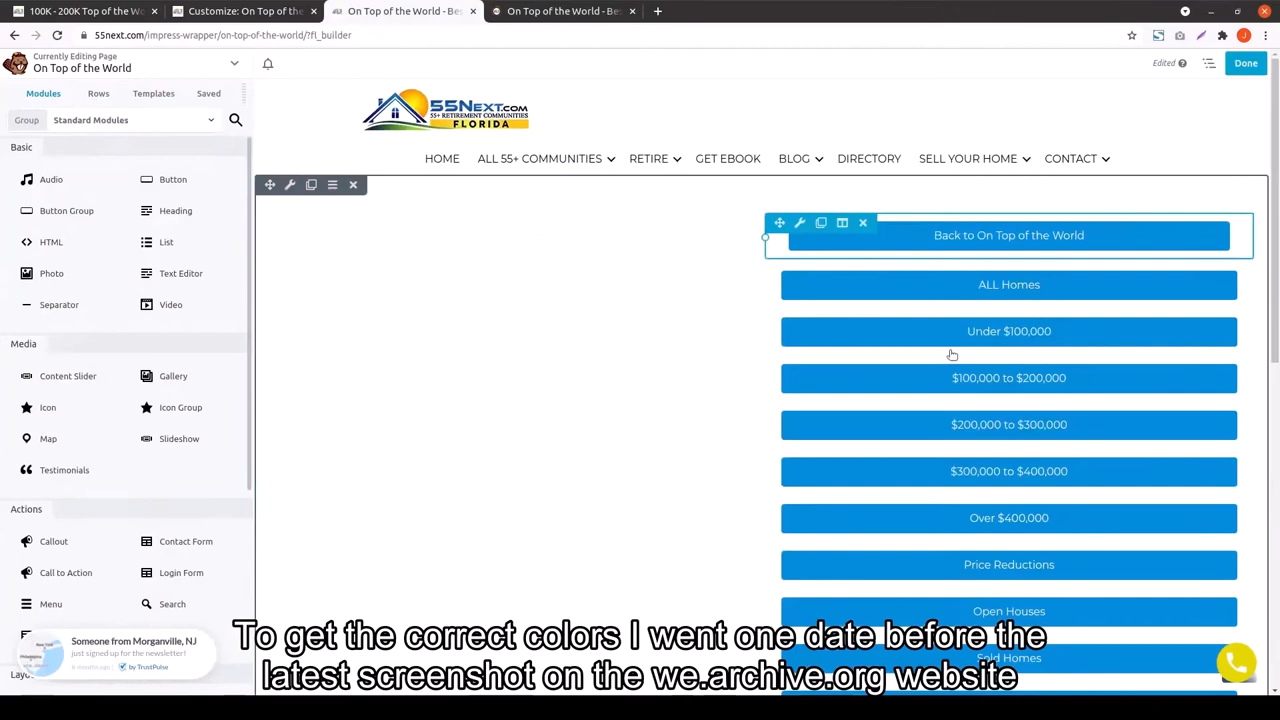 100K - 200K Top of the W
Customize: On Top of the
On Top of the World - Bes
On Top of the World - Bes
55next.com/impress-wrapper/on-top-of-the-world/?fl_builder
J
Currently Editing Page
On Top of the World
Edited
Done
Modules
Rows
Templates
Saved
Group
Standard Modules
Basic
Audio
Button
Button Group
Heading
HTML
List
Photo
Text Editor
Separator
Video
Media
Content Slider
Gallery
Icon
Icon Group
Map
Slideshow
Testimonials
Actions
Callout
Contact Form
Call to Action
Login Form
Menu
Search
Someone from Morganville, NJ
just signed up for the newsletter!
6 months ago
by TrustPulse
Layou
55NEXT.COM
55+ RETIREMENT COMMUNITIES
FLORIDA
HOME
ALL 55+ COMMUNITIES
RETIRE
GET EBOOK
BLOG
DIRECTORY
SELL YOUR HOME
CONTACT
Back to On Top of the World
ALL Homes
Under $100,000
$100,000 to $200,000
$200,000 to $300,000
$300,000 to $400,000
Over $400,000
Price Reductions
Open Houses
Sold Homes
To get the correct colors I went one date before the
latest screenshot on the we.archive.org website